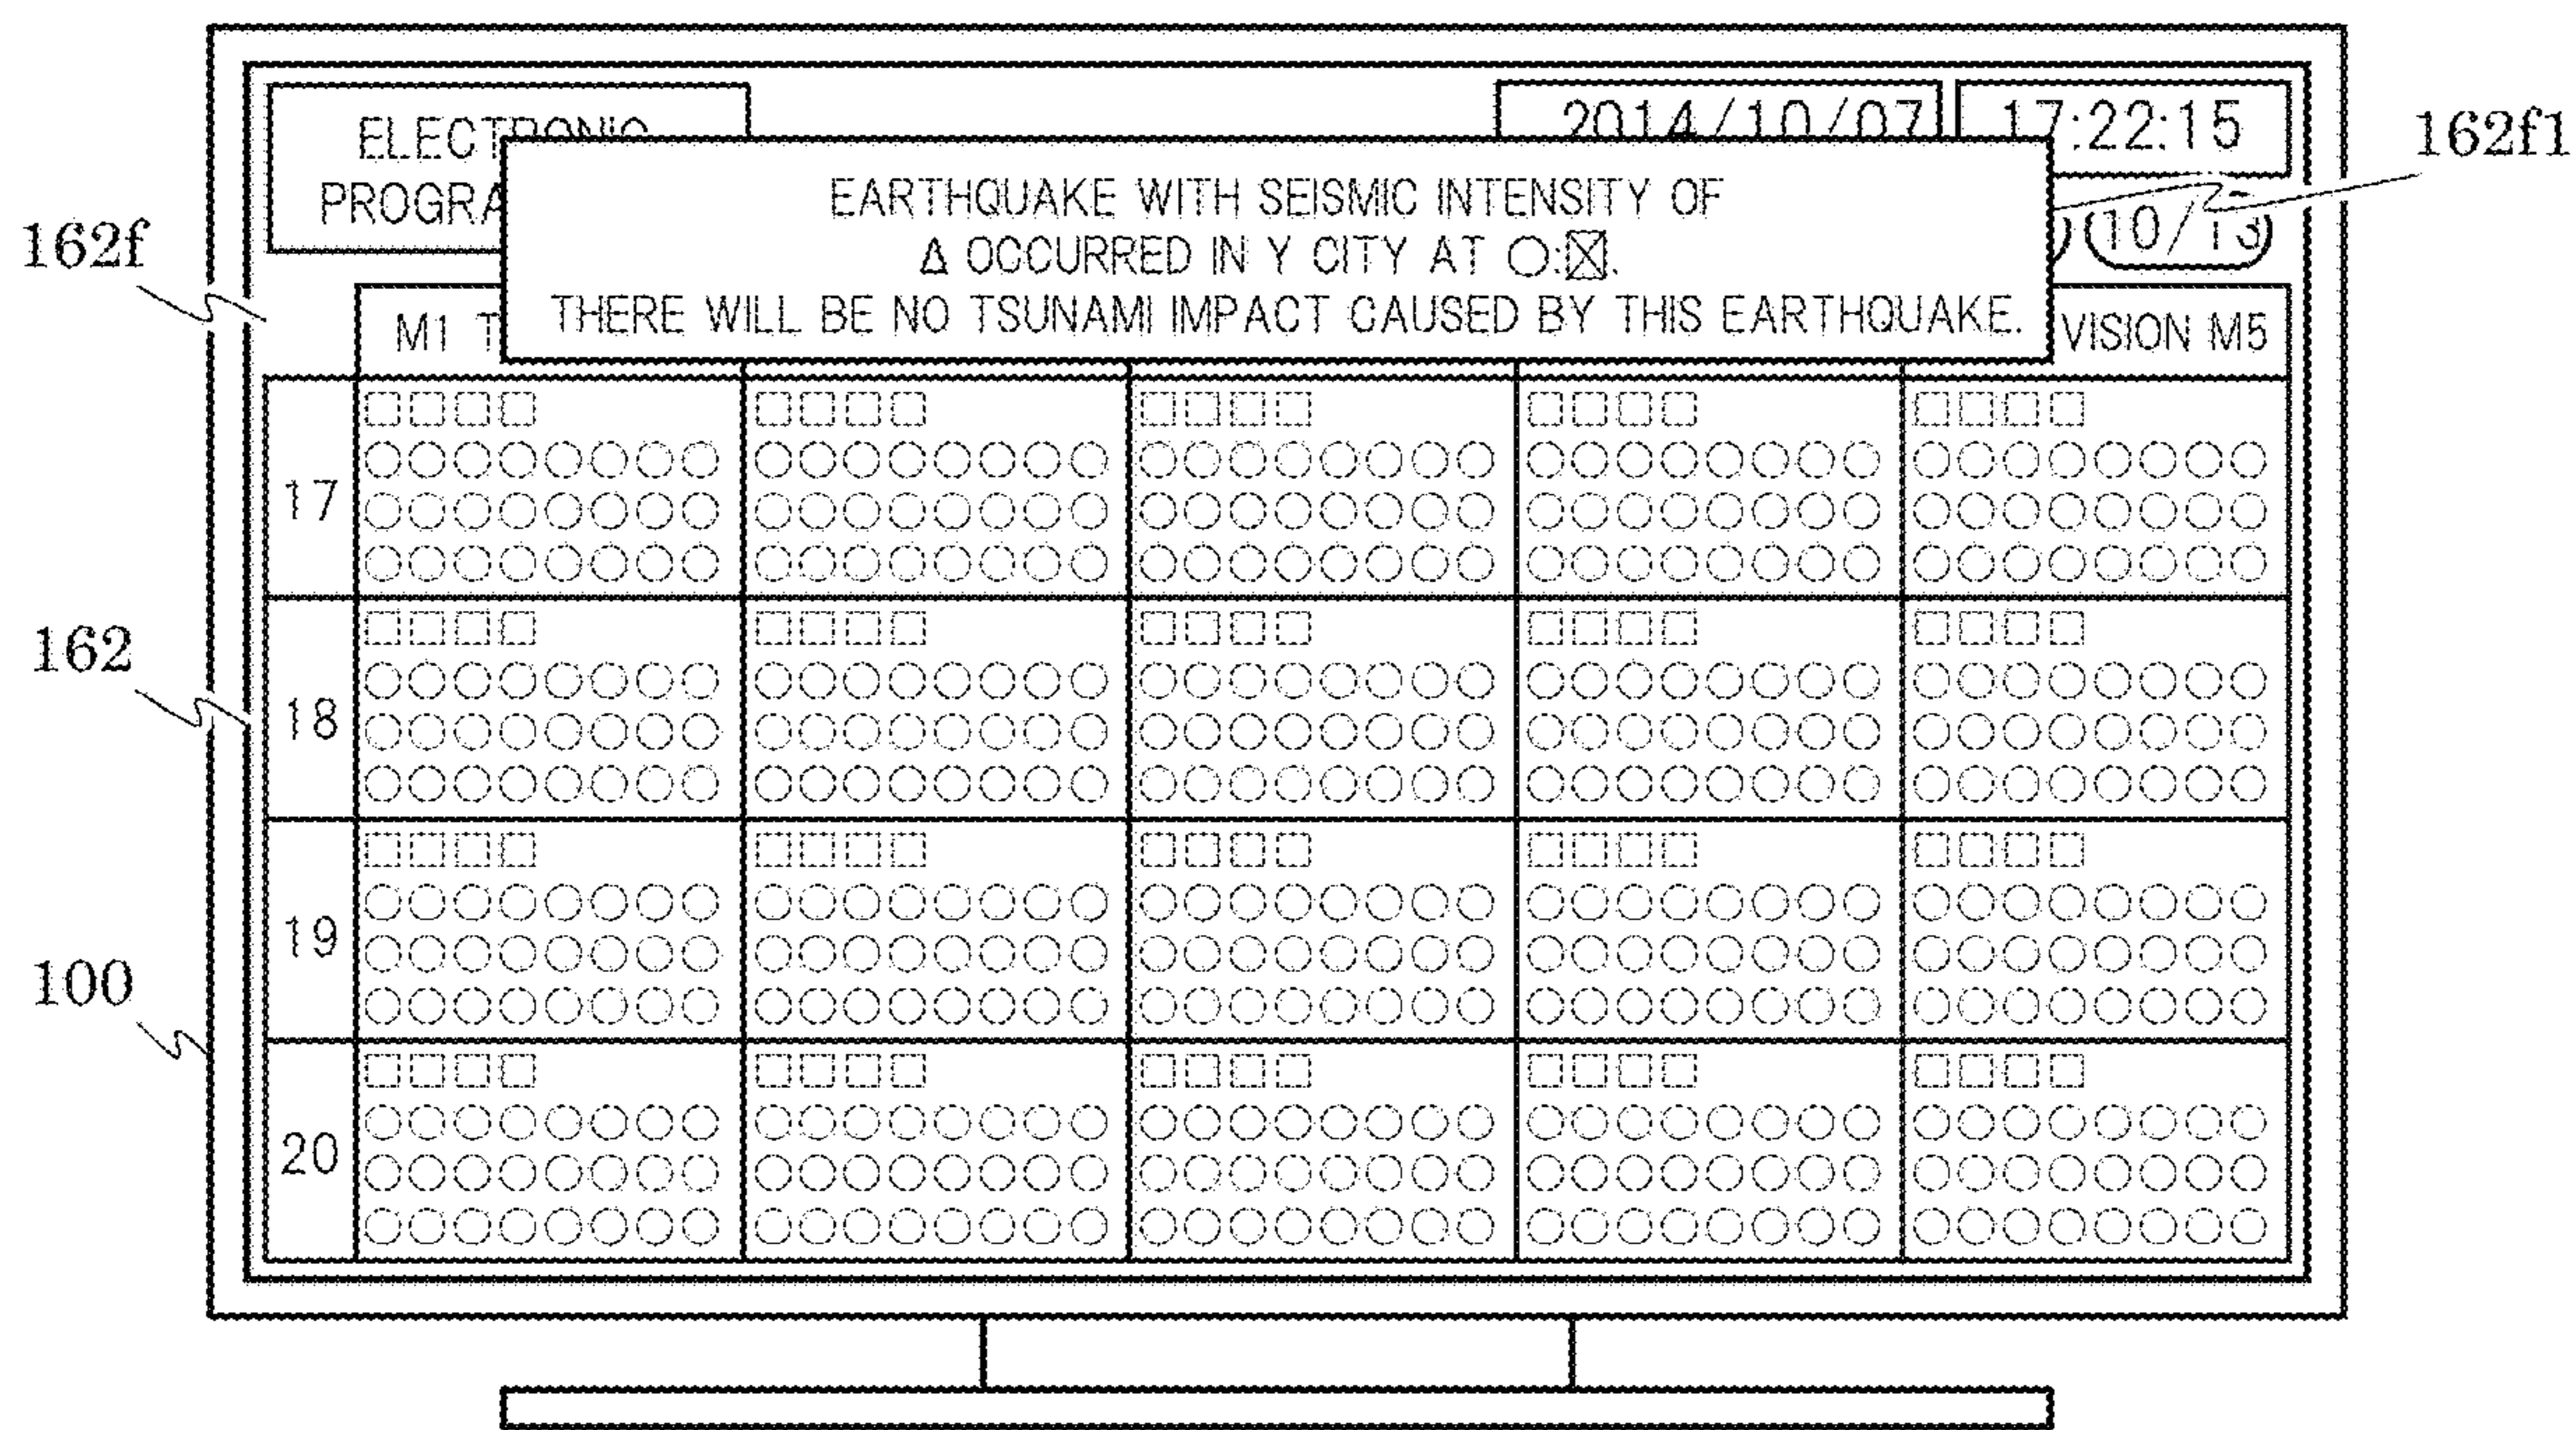 ELECTRONIC
PROGRA
2014/10/07
17:22:15
162f1
EARTHQUAKE WITH SEISMIC INTENSITY OF
Δ OCCURRED IN Y CITY AT ○:☒.
THERE WILL BE NO TSUNAMI IMPACT CAUSED BY THIS EARTHQUAKE.
10/13
162f
M1 T
VISION M5
□□□□
○○○○○○○○
○○○○○○○○
○○○○○○○○
17
162
18
19
100
20